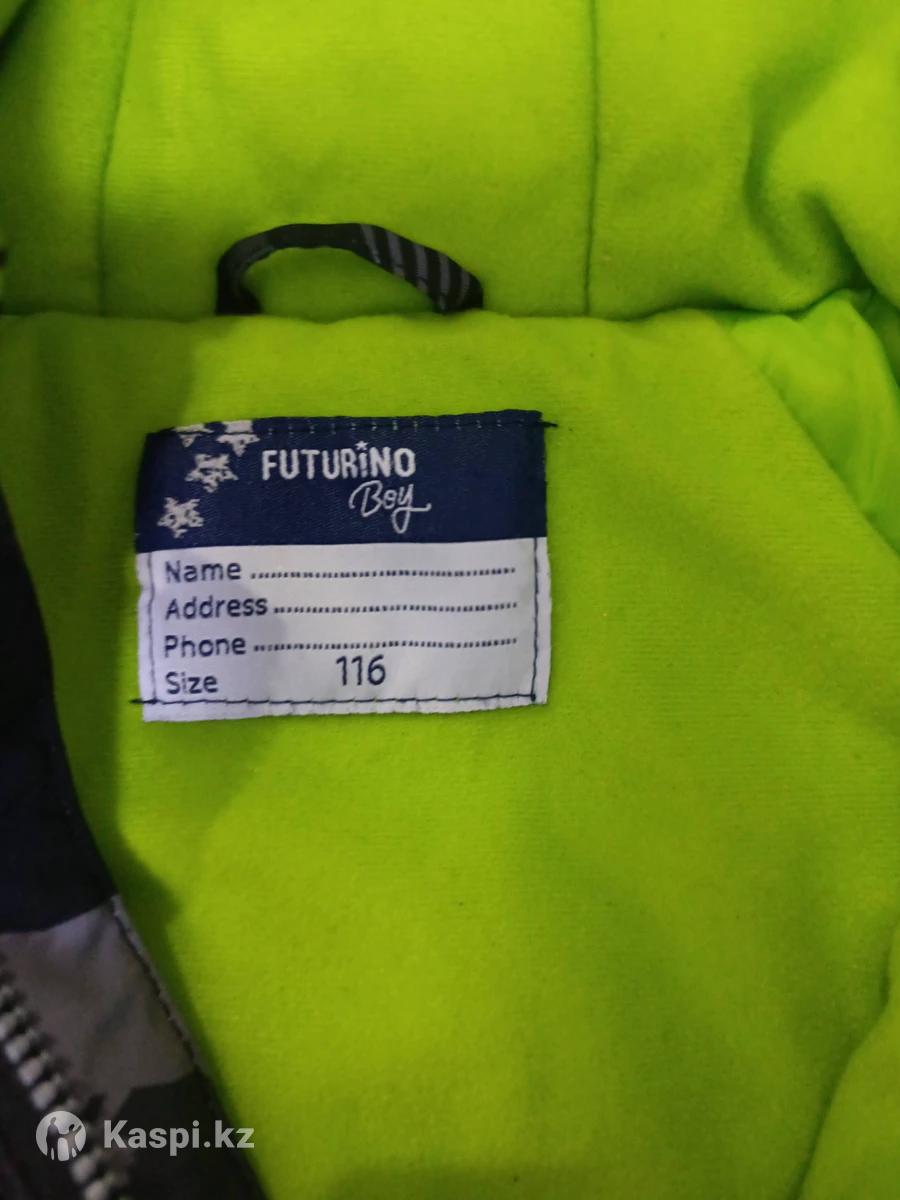 FUTURINO
Boy
Name ........................................
Address ........................................
Phone ........................................
Size 116
Kaspi.kz